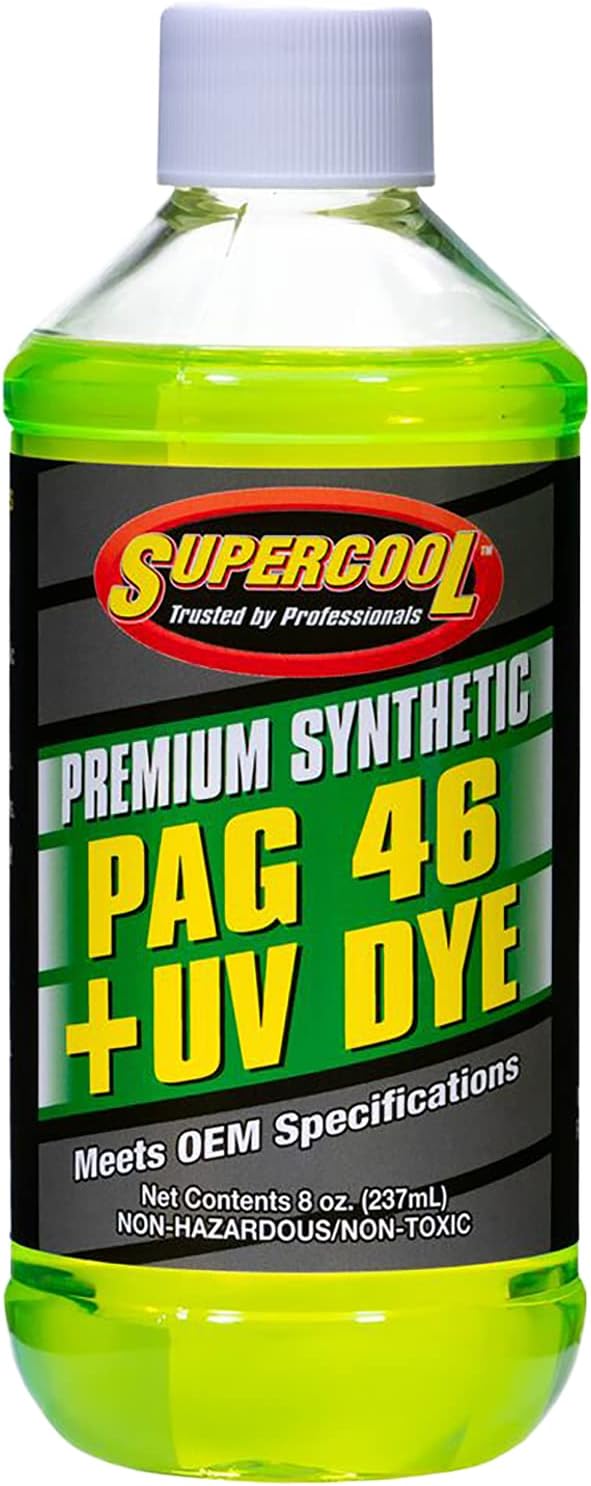 SUPERCOOL™
Trusted by Professionals
PREMIUM SYNTHETIC
PAG 46
+UV DYE
Meets OEM Specifications
Net Contents 8 oz. (237mL)
NON-HAZARDOUS/NON-TOXIC